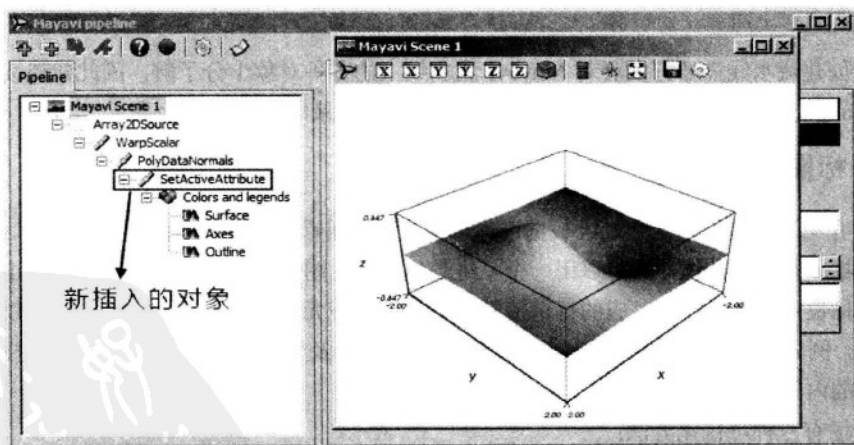 Mayavi pipeline
Pipeline
Mayavi Scene 1
Array2DSource
WarpScalar
PolyDataNormals
SetActiveAttribute
Colors and legends
Surface
Axes
Outline
新插入的对象
Mayavi Scene 1
X X Y Y Z Z
0.847
z
-0.847
-2.00
-2.00
y
x
2.00 2.00